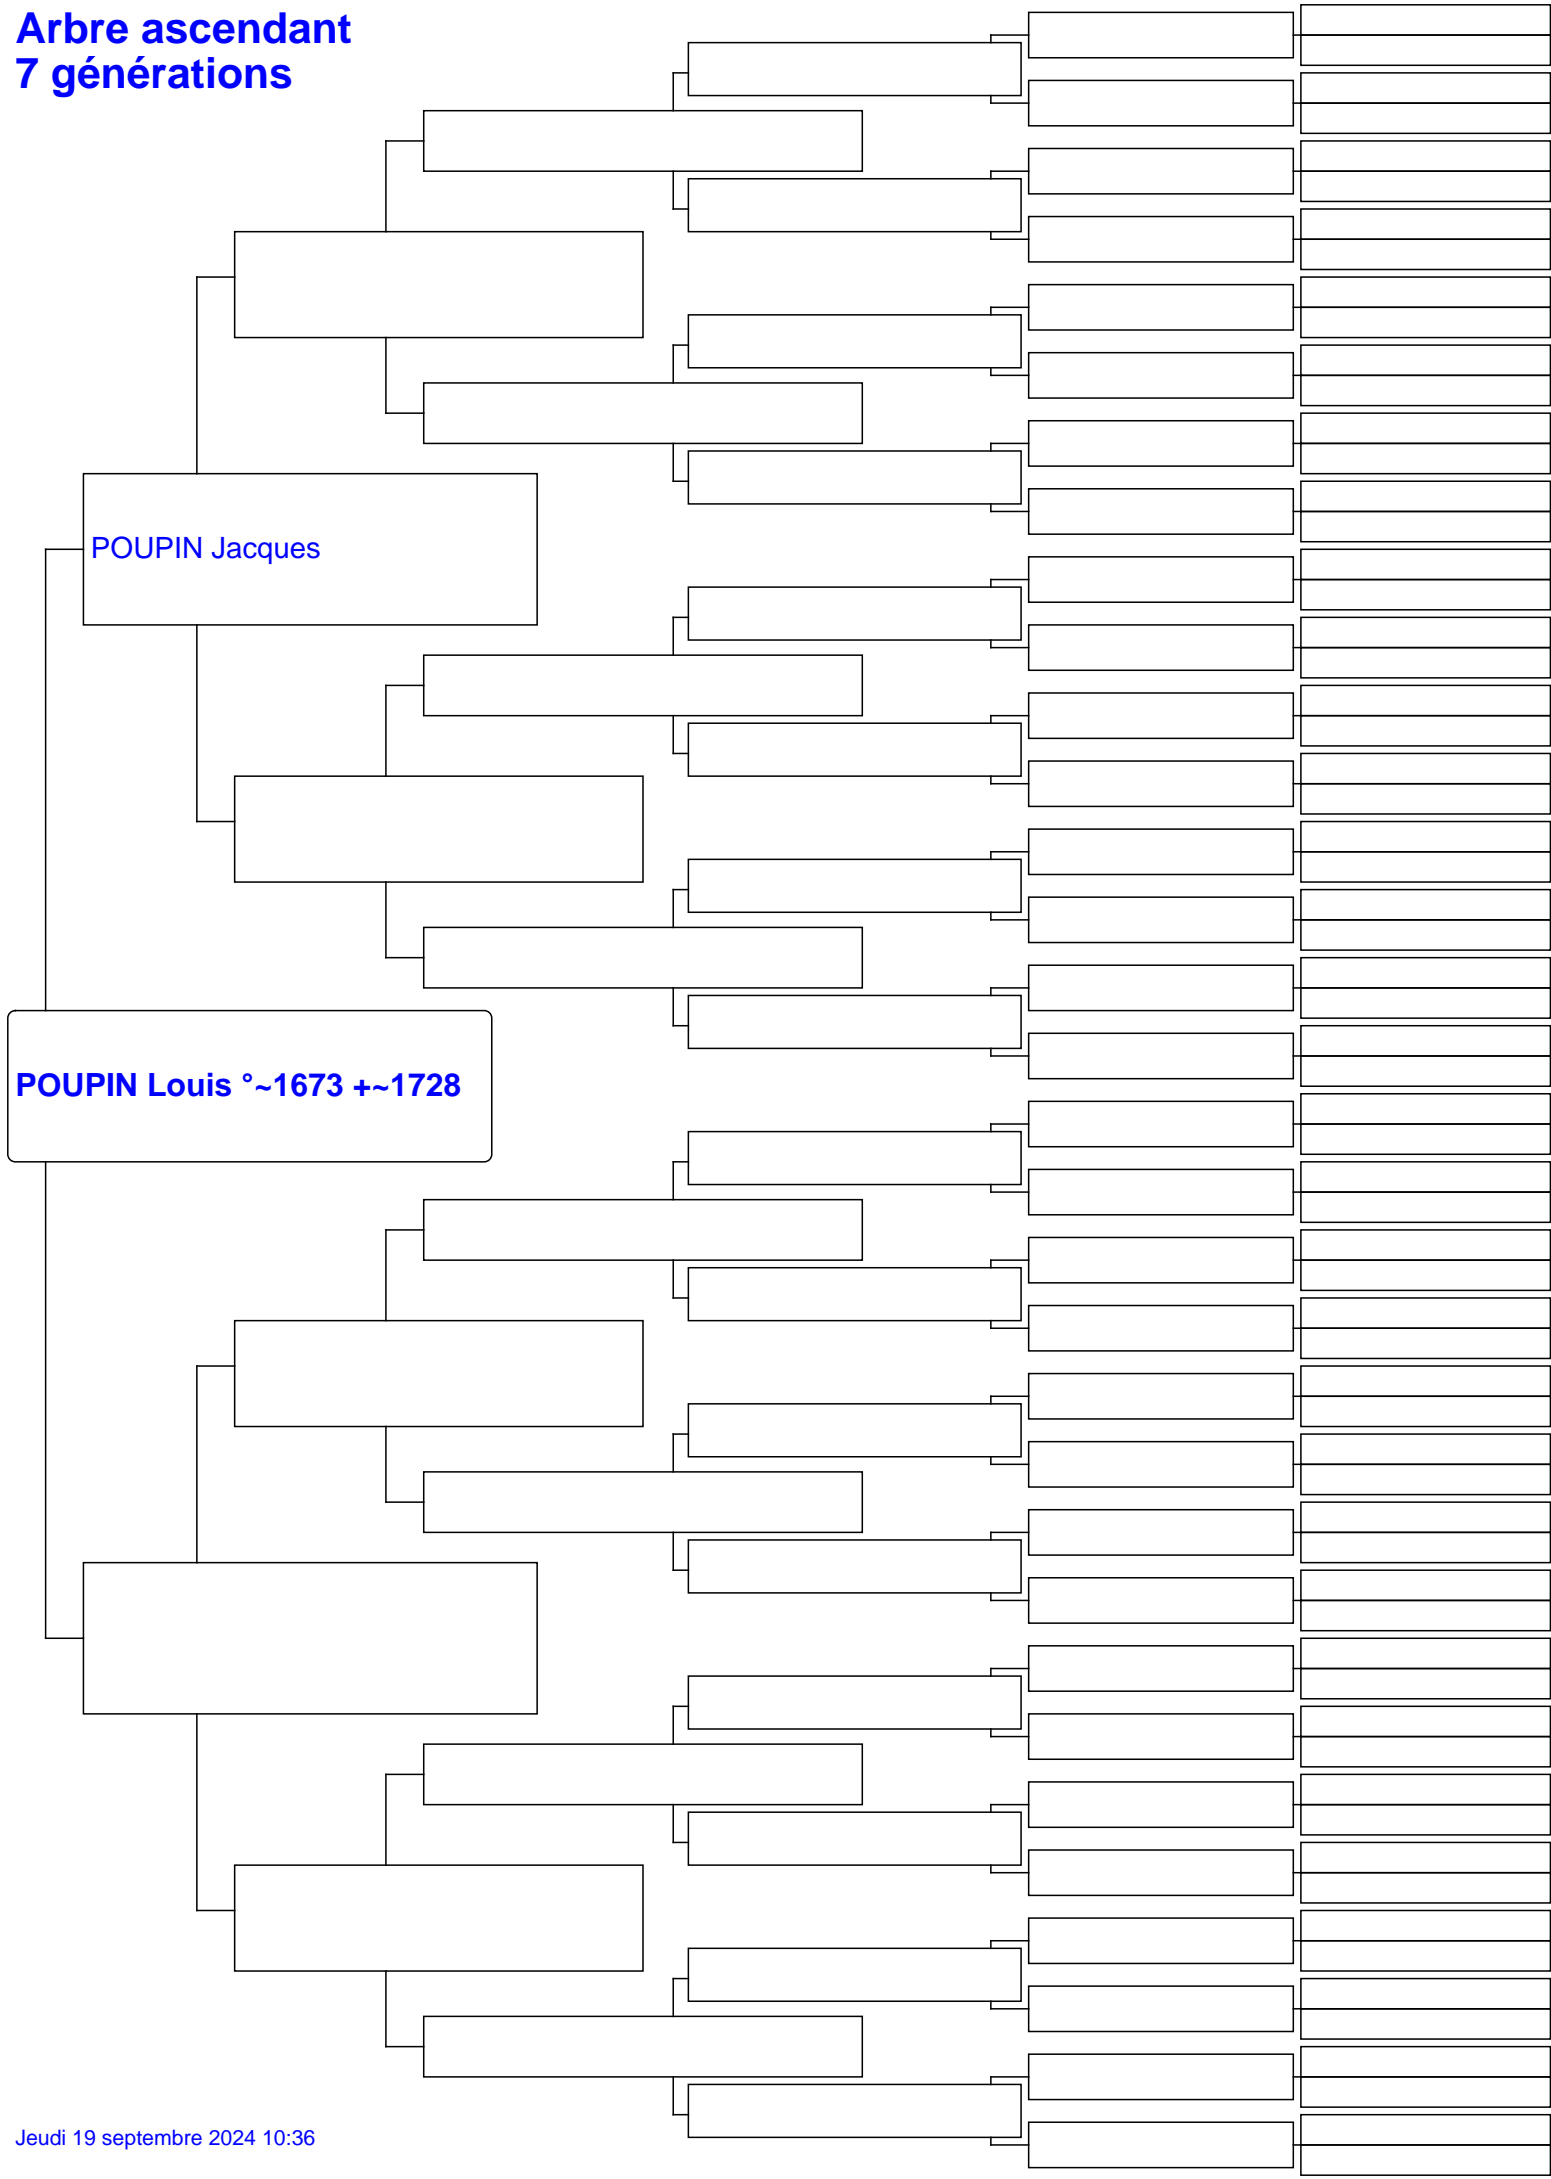 Arbre ascendant
7 générations
POUPIN Jacques
POUPIN Louis °~1673 +~1728
Jeudi 19 septembre 2024 10:36